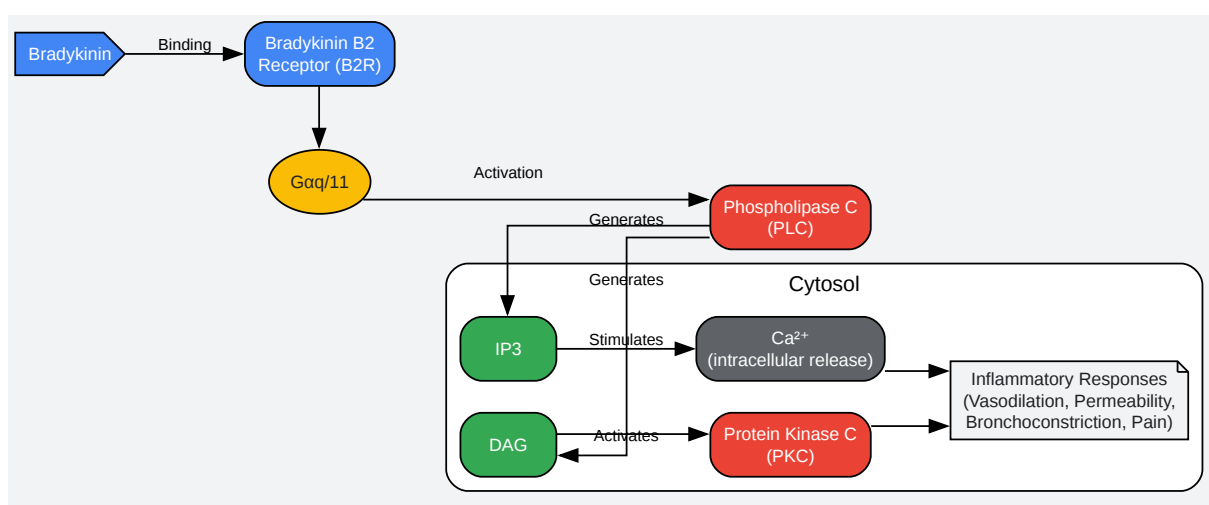 Bradykinin
Binding
Bradykinin B2
Receptor (B2R)
Gαq/11
Activation
Phospholipase C
(PLC)
Generates
Generates
Cytosol
IP3
Stimulates
Ca²⁺
(intracellular release)
Inflammatory Responses
(Vasodilation, Permeability,
Bronchoconstriction, Pain)
DAG
Activates
Protein Kinase C
(PKC)